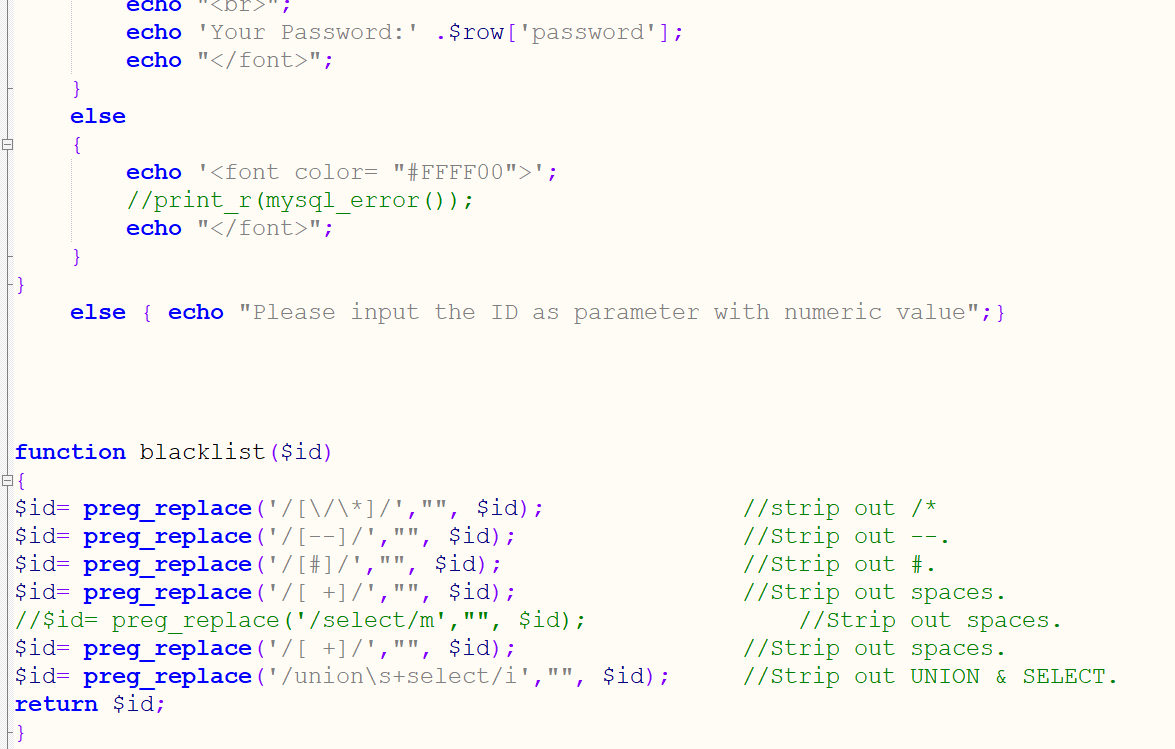 echo "<br>";
echo 'Your Password:' .$row['password'];
echo "</font>";
}
else
{
echo '<font color= "#FFFF00">';
//print_r(mysql_error());
echo "</font>";
}
}
else { echo "Please input the ID as parameter with numeric value";}
function blacklist($id)
{
$id= preg_replace('/[\/\*]/',"", $id); //strip out /*
$id= preg_replace('/[--]/',"", $id); //Strip out --.
$id= preg_replace('/[#]/',"", $id); //Strip out #.
$id= preg_replace('/[ +]/',"", $id); //Strip out spaces.
//$id= preg_replace('/select/m',"", $id); //Strip out spaces.
$id= preg_replace('/[ +]/',"", $id); //Strip out spaces.
$id= preg_replace('/union\s+select/i',"", $id); //Strip out UNION & SELECT.
return $id;
}